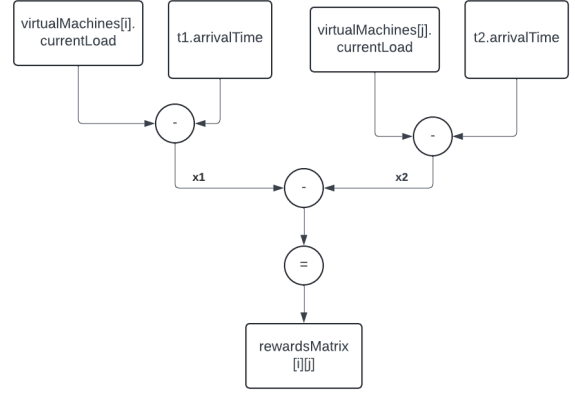 virtualMachines[i].
currentLoad
t1.arrivalTime
virtualMachines[j].
currentLoad
t2.arrivalTime
-
-
x1
-
x2
=
rewardsMatrix
[i][j]